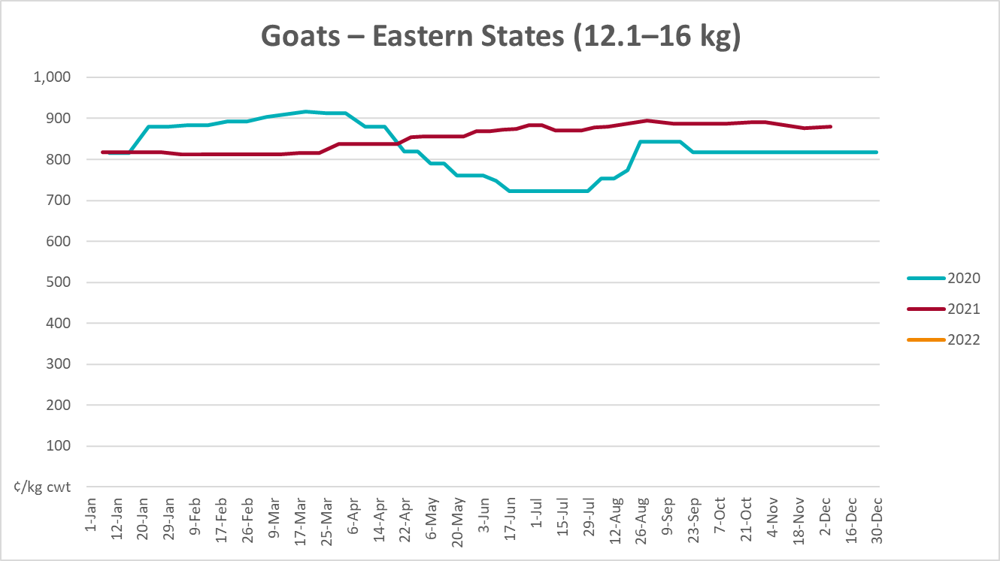 Goats – Eastern States (12.1–16 kg)
1,000
900
800
700
600
500
400
300
200
100
¢/kg cwt
1-Jan
12-Jan
20-Jan
29-Jan
9-Feb
17-Feb
26-Feb
9-Mar
17-Mar
25-Mar
6-Apr
14-Apr
22-Apr
6-May
20-May
3-Jun
17-Jun
1-Jul
15-Jul
29-Jul
12-Aug
26-Aug
9-Sep
23-Sep
7-Oct
21-Oct
4-Nov
18-Nov
2-Dec
16-Dec
30-Dec
2020
2021
2022